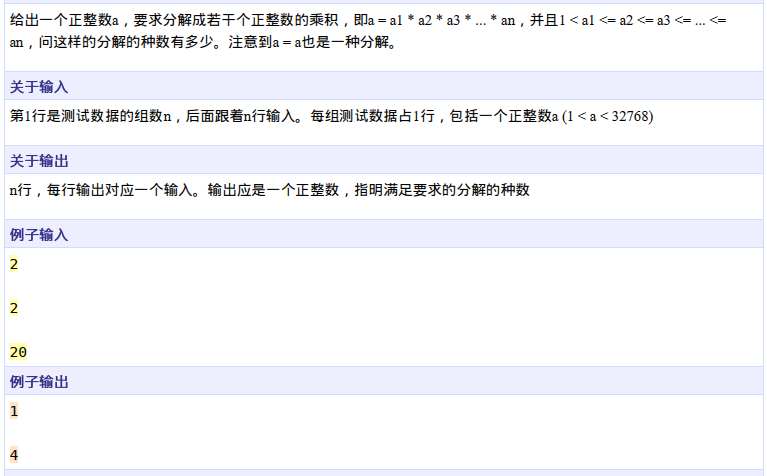 给出一个正整数a，要求分解成若干个正整数的乘积，即a = a1 * a2 * a3 * ... * an，并且1 < a1 <= a2 <= a3 <= ... <=
an，问这样的分解的种数有多少。注意到a = a也是一种分解。
关于输入
第1行是测试数据的组数n，后面跟着n行输入。每组测试数据占1行，包括一个正整数a (1 < a < 32768)
关于输出
n行，每行输出对应一个输入。输出应是一个正整数，指明满足要求的分解的种数
例子输入
2
2
20
例子输出
1
4